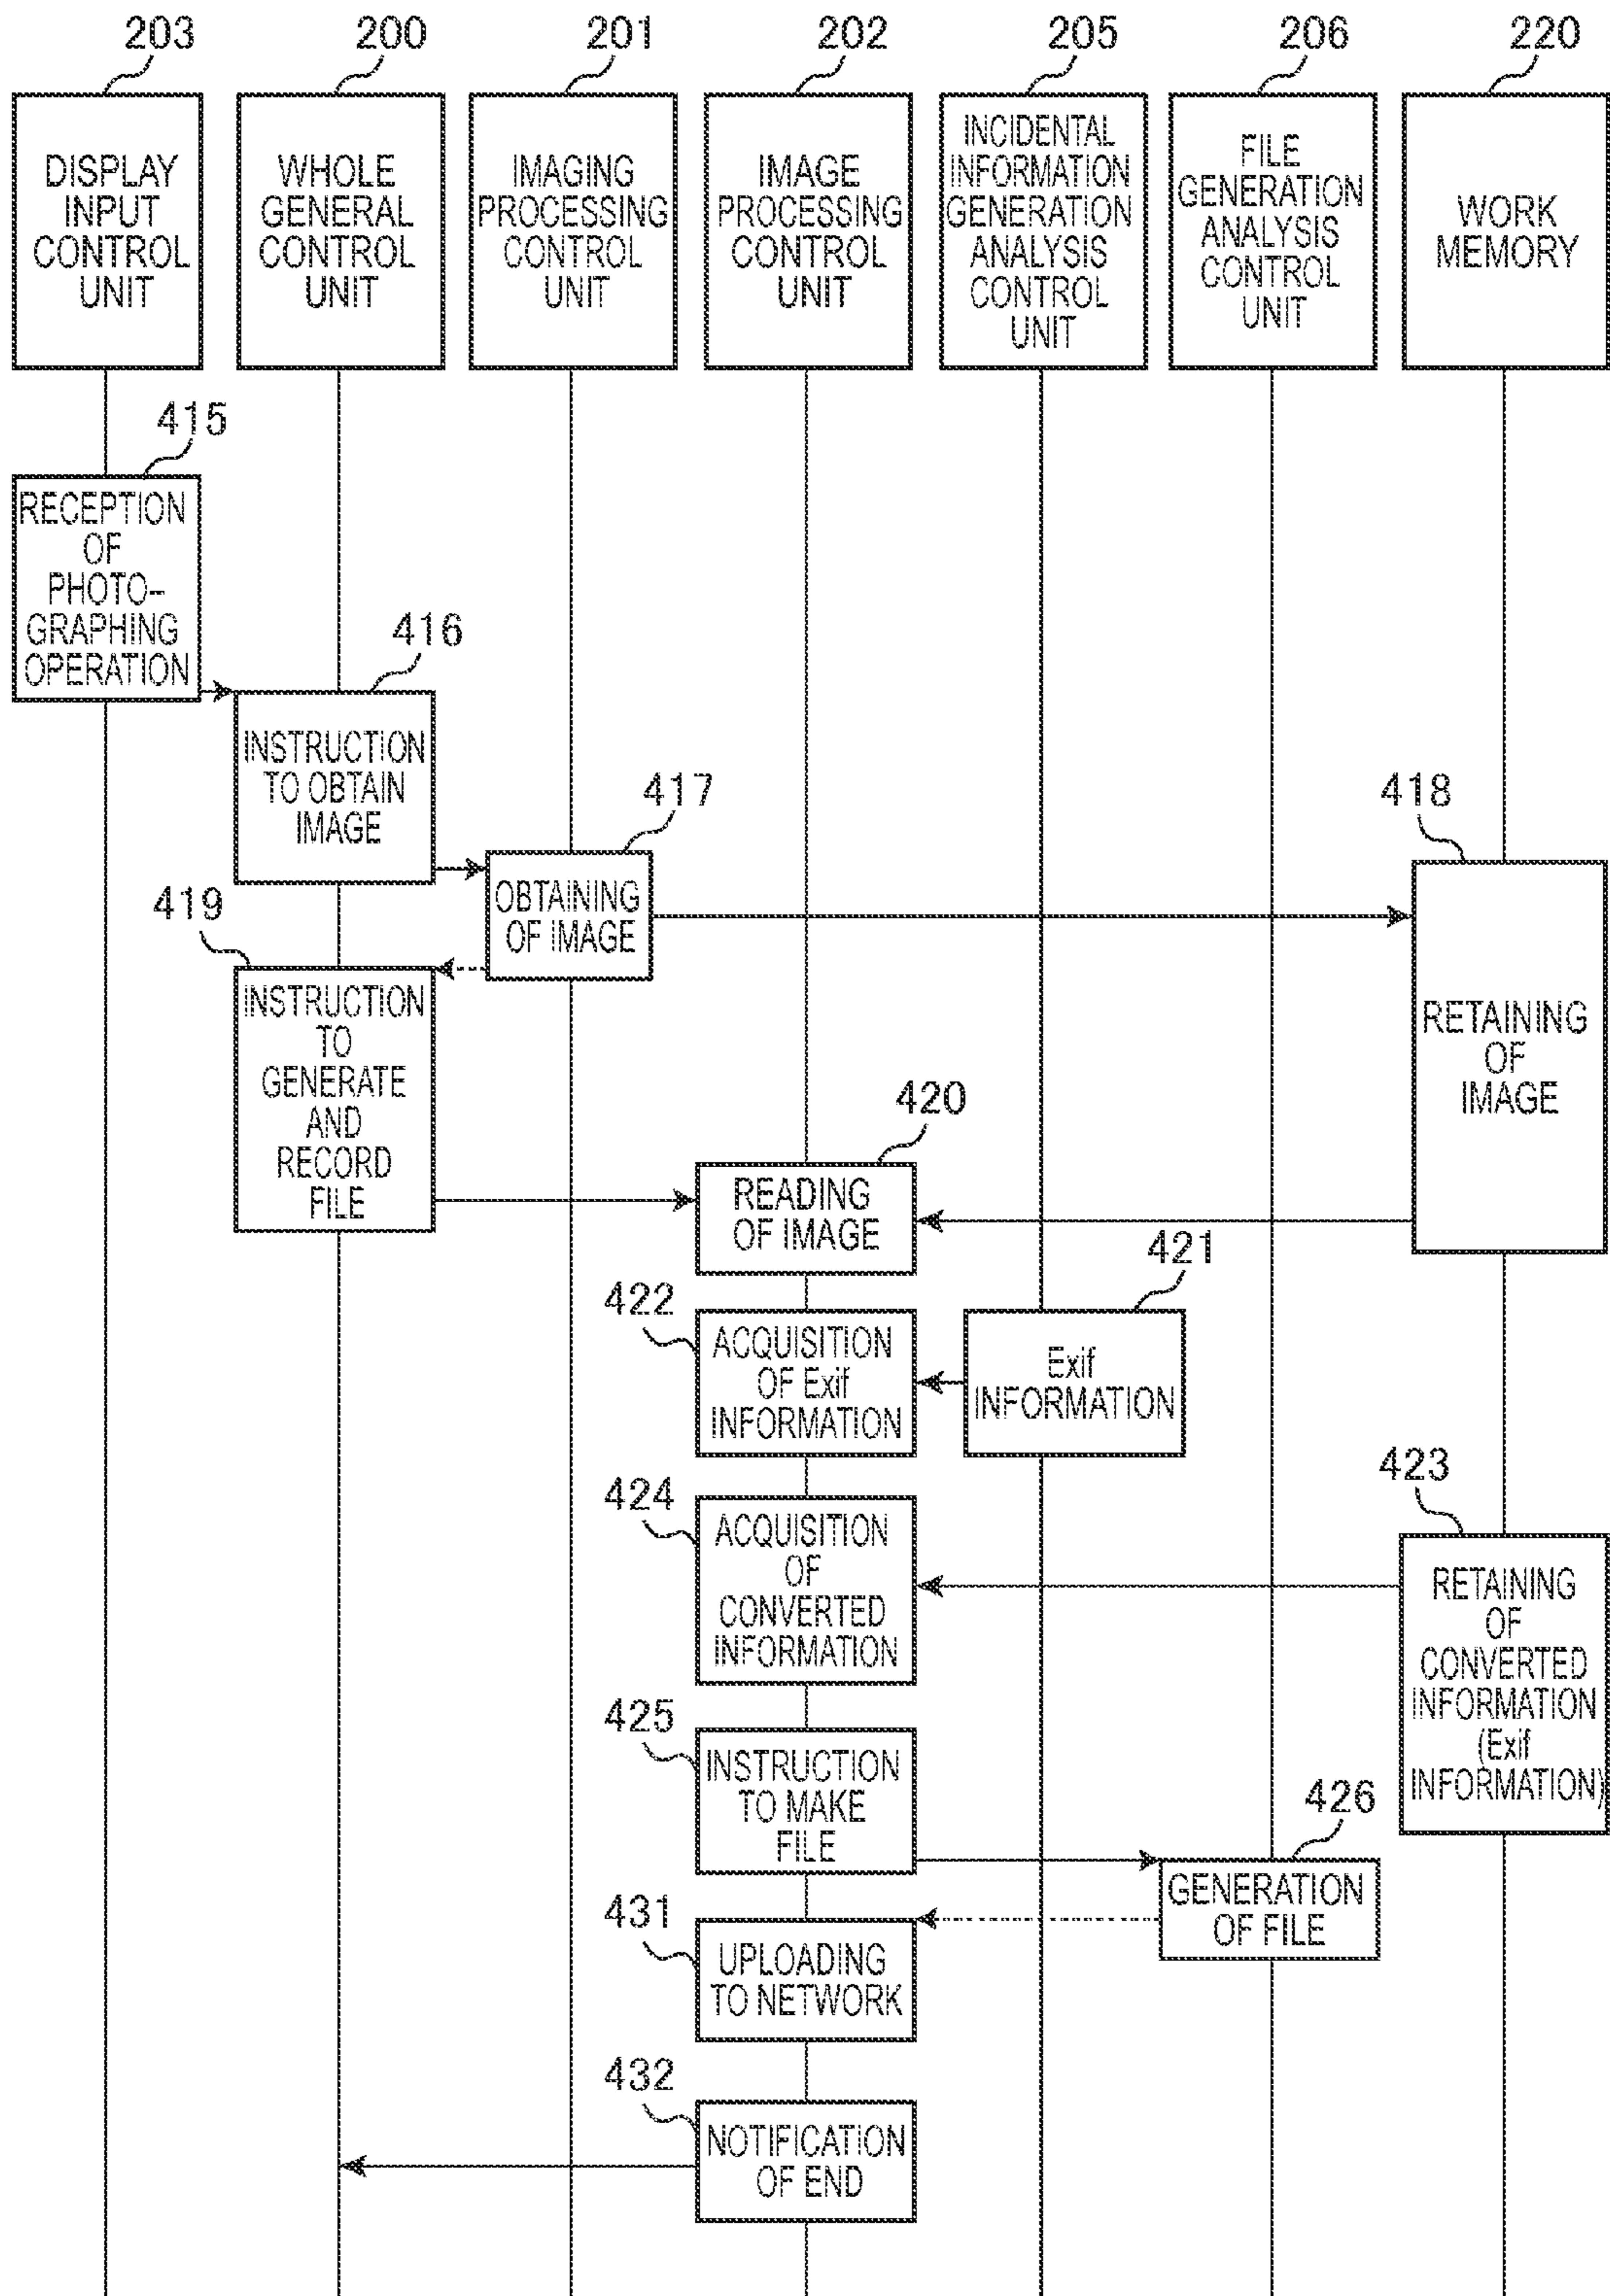 203
200
201
202
205
206
220
DISPLAY
INPUT
CONTROL
UNIT
WHOLE
GENERAL
CONTROL
UNIT
IMAGING
PROCESSING
CONTROL
UNIT
IMAGE
PROCESSING
CONTROL
UNIT
INCIDENTAL
INFORMATION
GENERATION
ANALYSIS
CONTROL
UNIT
FILE
GENERATION
ANALYSIS
CONTROL
UNIT
WORK
MEMORY
415
RECEPTION
OF
PHOTO-
GRAPHING
OPERATION
416
INSTRUCTION
TO OBTAIN
IMAGE
417
OBTAINING
OF IMAGE
418
RETAINING
OF
IMAGE
419
INSTRUCTION
TO
GENERATE
AND
RECORD
FILE
420
READING
OF IMAGE
421
Exif
INFORMATION
422
ACQUISITION
OF Exif
INFORMATION
423
RETAINING
OF
CONVERTED
INFORMATION
(Exif
INFORMATION)
424
ACQUISITION
OF
CONVERTED
INFORMATION
425
INSTRUCTION
TO MAKE
FILE
426
GENERATION
OF FILE
431
UPLOADING
TO NETWORK
432
NOTIFICATION
OF END